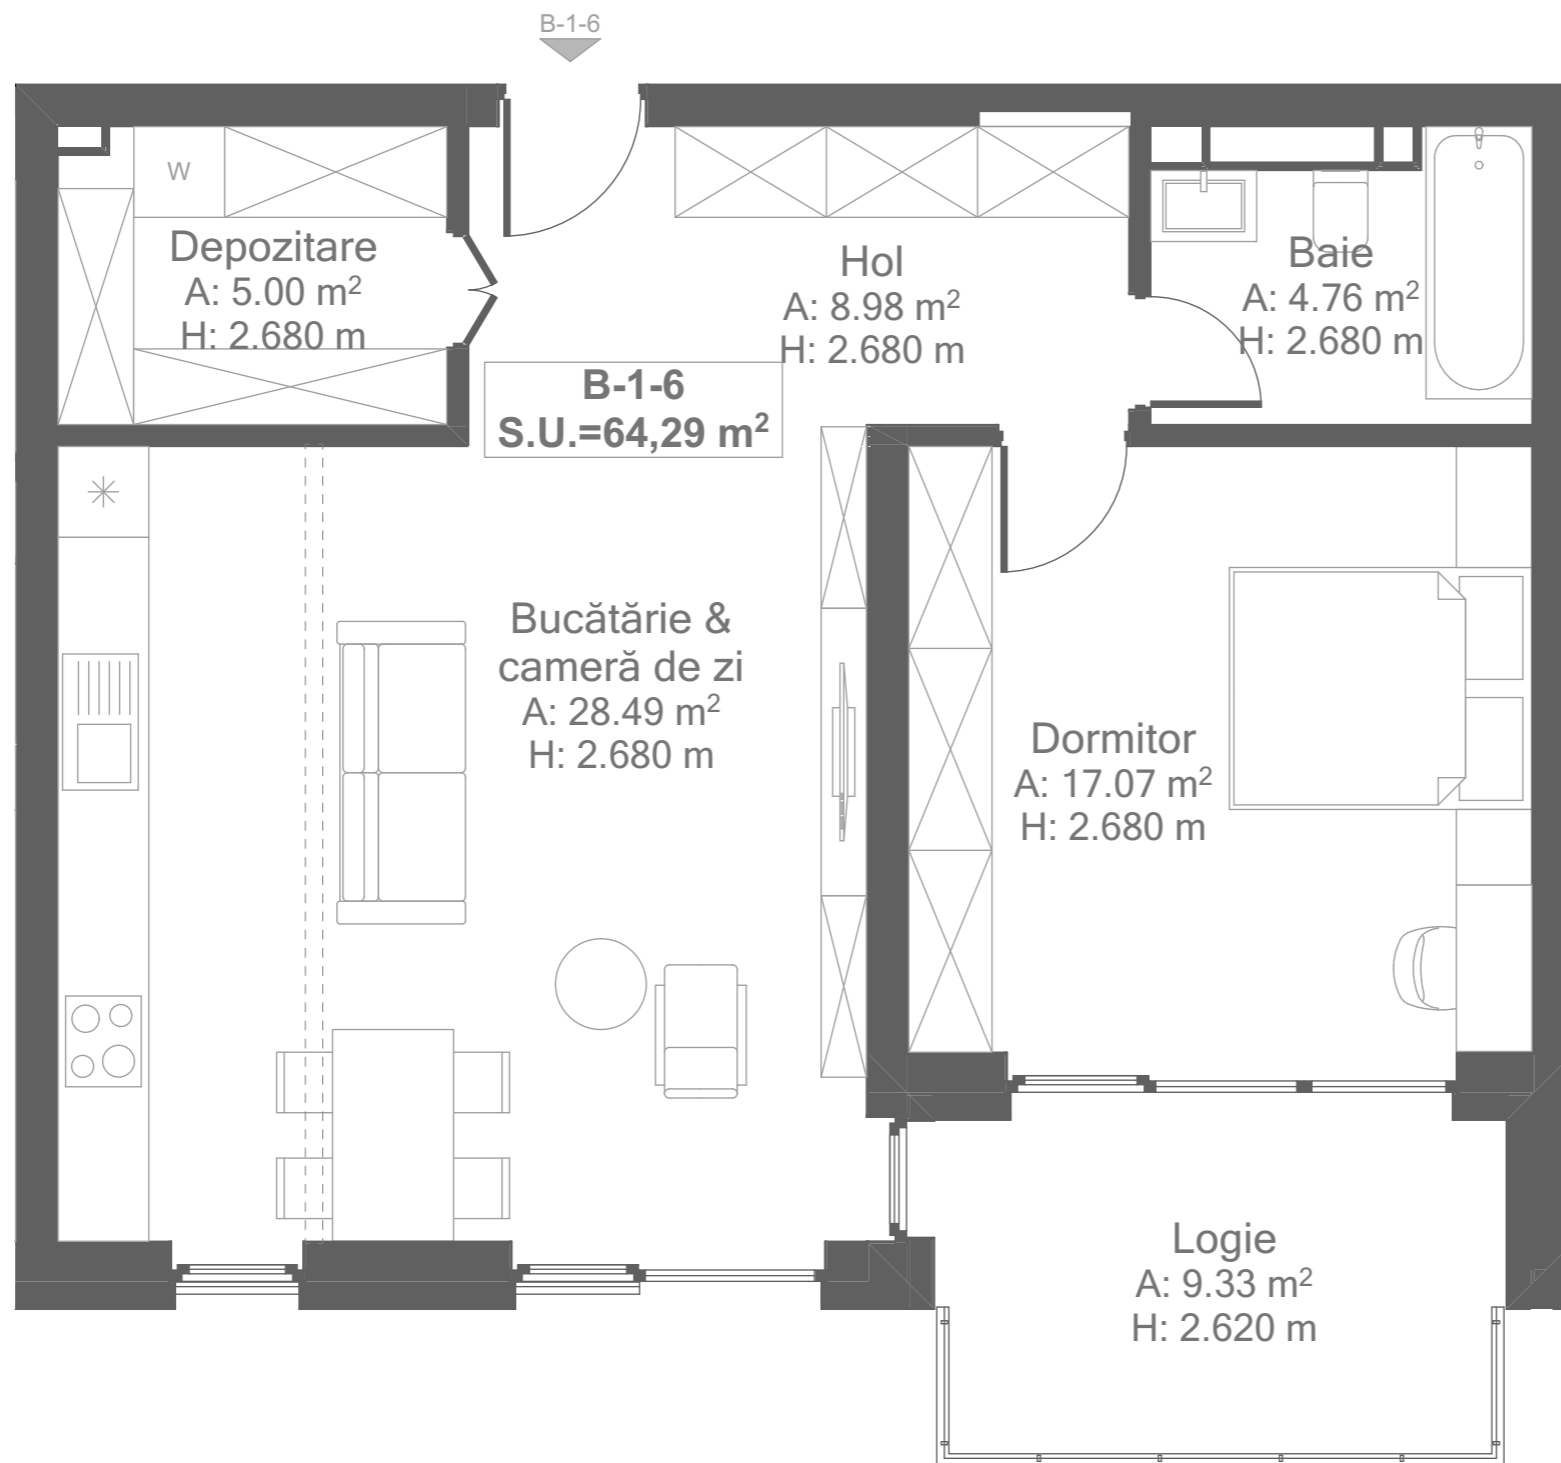 B-1-6
W
Depozitare
A: 5.00 m²
H: 2.680 m
Hol
A: 8.98 m²
H: 2.680 m
Baie
A: 4.76 m²
H: 2.680 m
B-1-6
S.U.=64,29 m²
Bucătărie &
cameră de zi
A: 28.49 m²
H: 2.680 m
Dormitor
A: 17.07 m²
H: 2.680 m
Logie
A: 9.33 m²
H: 2.620 m